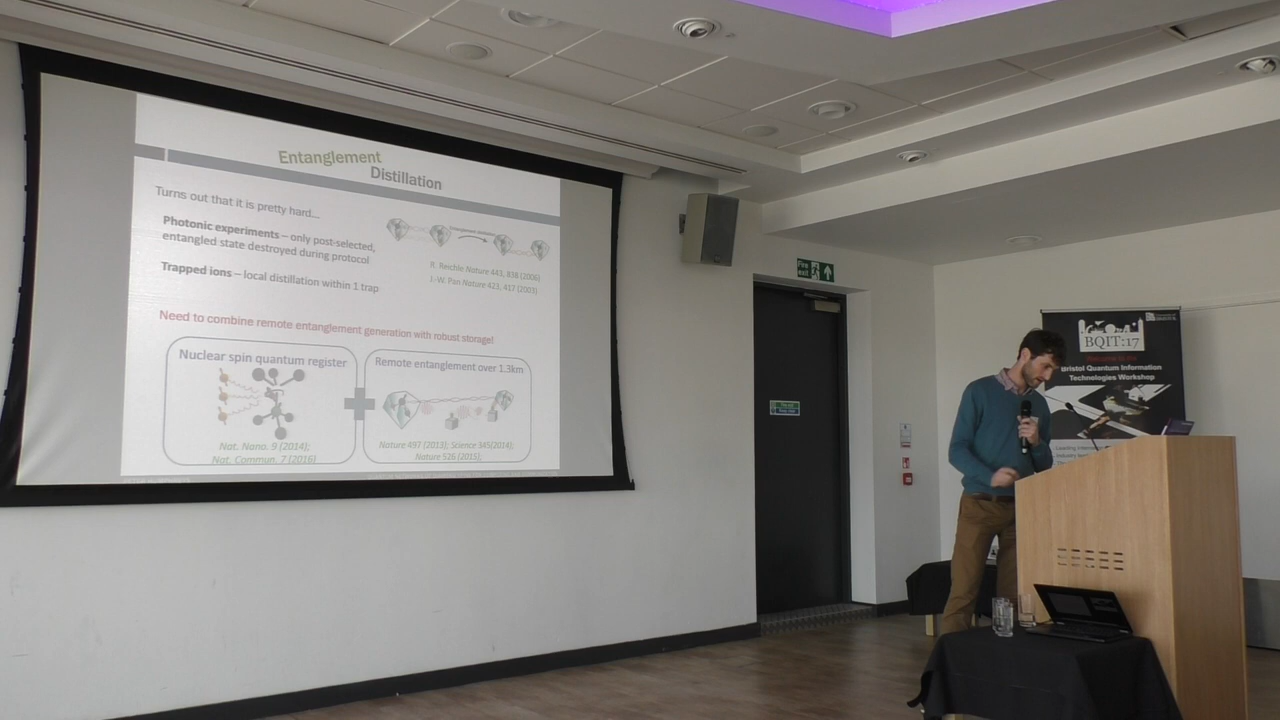 Entanglement
Distillation
Turns out that it is pretty hard...
Photonic experiments – only post-selected,
entangled state destroyed during protocol
Trapped ions – local distillation within 1 trap
R. Reichle Nature 443, 838 (2006)
J.-W. Pan Nature 423, 417 (2003)
Need to combine remote entanglement generation with robust storage!
Nuclear spin quantum register
Nat. Nano. 9 (2014);
Nat. Commun. 7 (2016)
Remote entanglement over 1.3km
Nature 497 (2013); Science 345(2014);
Nature 526 (2015),
Fire
exit
BQIT:17
Welcome to the
Bristol Quantum Information
Technologies Workshop